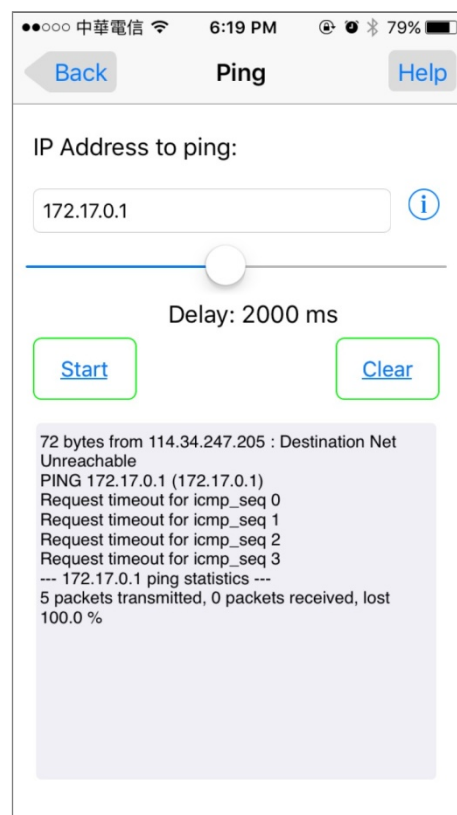 中華電信 6:19 PM 79%
Back Ping Help
IP Address to ping:
172.17.0.1 i
Delay: 2000 ms
Start Clear
72 bytes from 114.34.247.205 : Destination Net
Unreachable
PING 172.17.0.1 (172.17.0.1)
Request timeout for icmp_seq 0
Request timeout for icmp_seq 1
Request timeout for icmp_seq 2
Request timeout for icmp_seq 3
--- 172.17.0.1 ping statistics ---
5 packets transmitted, 0 packets received, lost
100.0 %